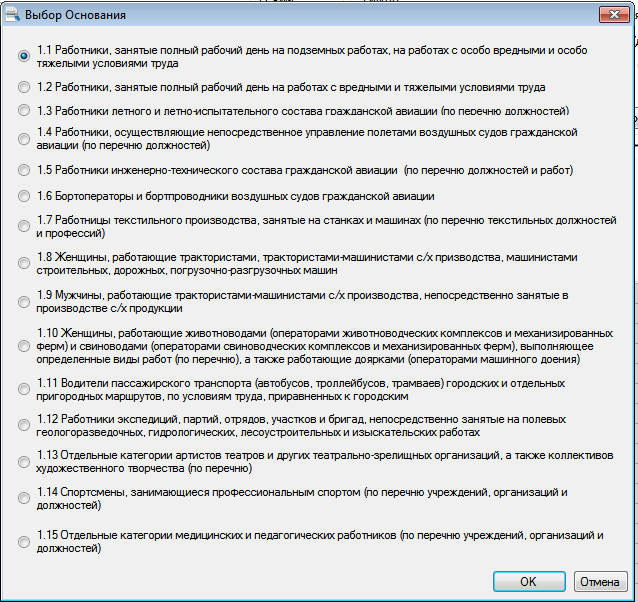 Выбор Основания
1.1 Работники, занятые полный рабочий день на подземных работах, на работах с особо вредными и особо
тяжелыми условиями труда
1.2 Работники, занятые полный рабочий день на работах с вредными и тяжелыми условиями труда
1.3 Работники летного и летно-испытательного состава гражданской авиации (по перечню должностей)
1.4 Работники, осуществляющие непосредственное управление полетами воздушных судов гражданской
авиации (по перечню должностей)
1.5 Работники инженерно-технического состава гражданской авиации (по перечню должностей и работ)
1.6 Бортоператоры и бортпроводники воздушных судов гражданской авиации
1.7 Работницы текстильного производства, занятые на станках и машинах (по перечню текстильных должностей
и профессий)
1.8 Женщины, работающие трактористами, трактористами-машинистами с/х призводства, машинистами
строительных, дорожных, погрузочно-разгрузочных машин
1.9 Мужчины, работающие трактористами-машинистами с/х производства, непосредственно занятые в
производстве с/х продукции
1.10 Женщины, работающие животноводами (операторами животноводческих комплексов и механизированных
ферм) и свиноводами (операторами свиноводческих комплексов и механизированных ферм), выполняющее
определенные виды работ (по перечню), а также работающие доярками (операторами машинного доения)
1.11 Водители пассажирского транспорта (автобусов, троллейбусов, трамваев) городских и отдельных
пригородных маршрутов, по условиям труда, приравненных к городским
1.12 Работники экспедиций, партий, отрядов, участков и бригад, непосредственно занятые на полевых
геологоразведочных, гидрологических, лесоустроительных и изыскательских работах
1.13 Отдельные категории артистов театров и других театрально-зрелищных организаций, а также коллективов
художественного творчества (по перечню)
1.14 Спортсмены, занимающиеся профессиональным спортом (по перечню учреждений, организаций и
должностей)
1.15 Отдельные категории медицинских и педагогических работников (по перечню учреждений, организаций и
должностей)
OK Отмена